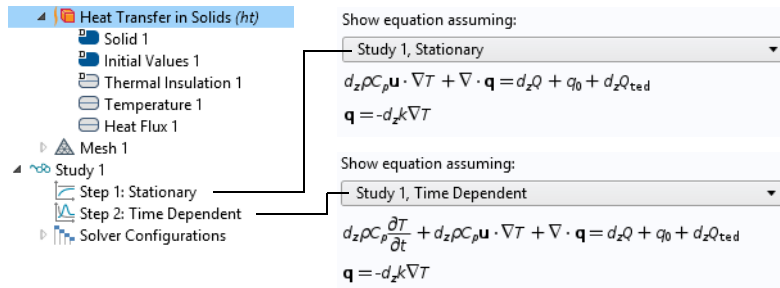 Heat Transfer in Solids (ht)
Solid 1
Initial Values 1
Thermal Insulation 1
Temperature 1
Heat Flux 1
Mesh 1
Study 1
Step 1: Stationary
Step 2: Time Dependent
Solver Configurations
Show equation assuming:
Study 1, Stationary
d_zρC_p𝐮 · ∇T + ∇ · 𝐪 = d_zQ + q_0 + d_zQ_ted
𝐪 = -d_zk∇T
Show equation assuming:
Study 1, Time Dependent
d_zρC_p ∂T/∂t + d_zρC_p𝐮 · ∇T + ∇ · 𝐪 = d_zQ + q_0 + d_zQ_ted
𝐪 = -d_zk∇T